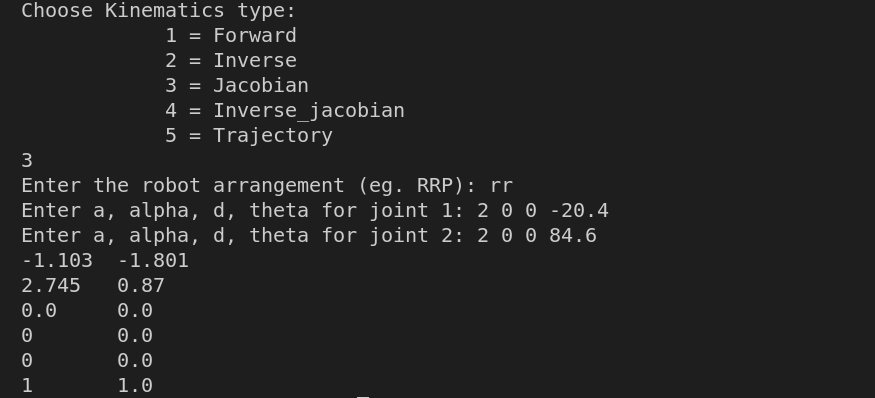 Choose Kinematics type:
            1 = Forward
            2 = Inverse
            3 = Jacobian
            4 = Inverse_jacobian
            5 = Trajectory
3
Enter the robot arrangement (eg. RRP): rr
Enter a, alpha, d, theta for joint 1: 2 0 0 -20.4
Enter a, alpha, d, theta for joint 2: 2 0 0 84.6
-1.103  -1.801
2.745   0.87
0.0     0.0
0       0.0
0       0.0
1       1.0